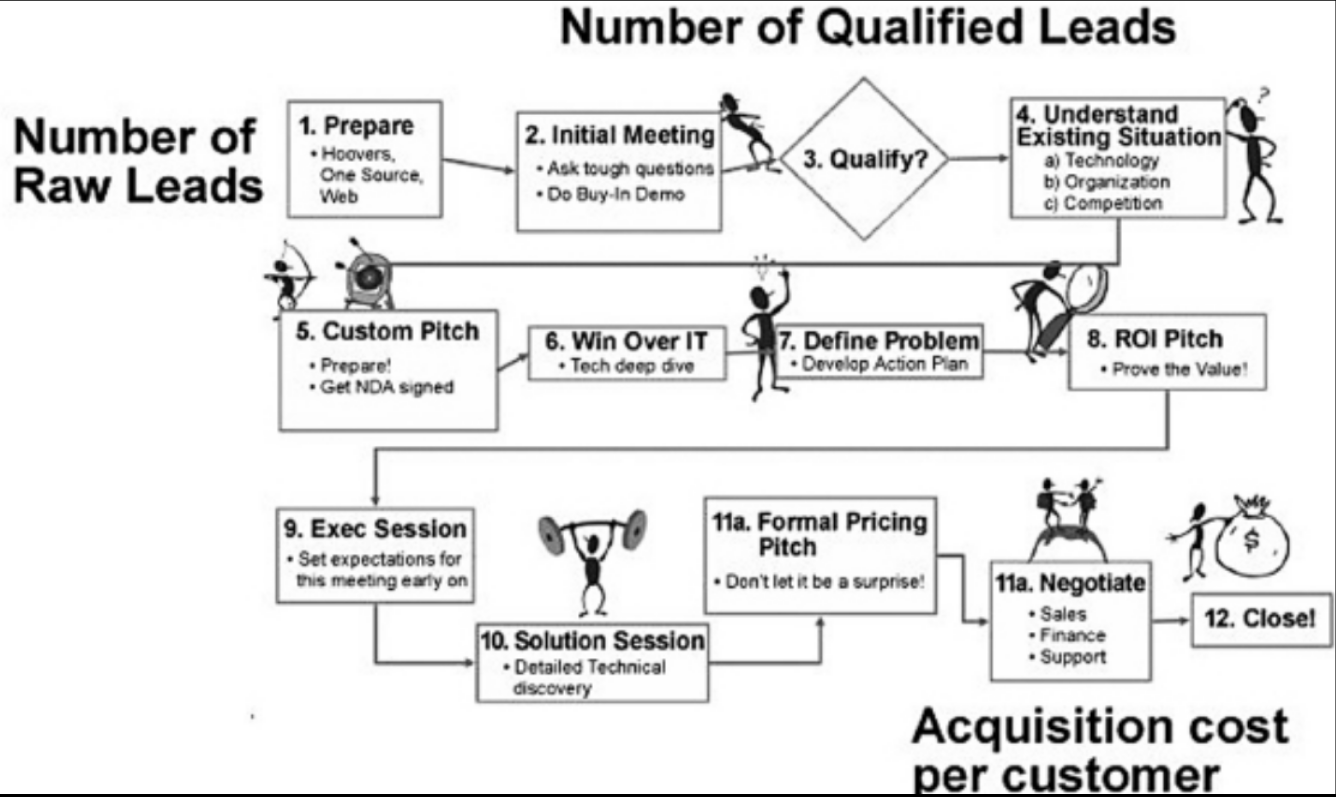 Number of Qualified Leads
Number of
Raw Leads
1. Prepare
• Hoovers,
One Source,
Web
2. Initial Meeting
• Ask tough questions
• Do Buy-In Demo
3. Qualify?
?
4. Understand
Existing Situation
a) Technology
b) Organization
c) Competition
5. Custom Pitch
• Prepare!
• Get NDA signed
6. Win Over IT
• Tech deep dive
7. Define Problem
• Develop Action Plan
8. ROI Pitch
• Prove the Value!
9. Exec Session
• Set expectations for
this meeting early on
10. Solution Session
• Detailed Technical
discovery
11a. Formal Pricing
Pitch
• Don't let it be a surprise!
11a. Negotiate
• Sales
• Finance
• Support
$
12. Close!
Acquisition cost
per customer